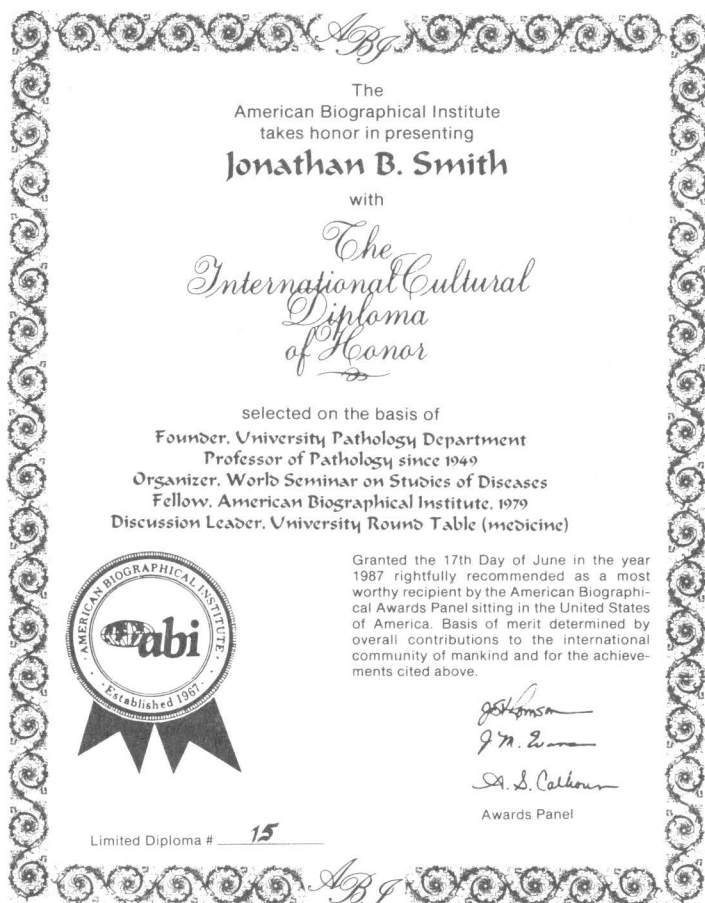 ABI
The
American Biographical Institute
takes honor in presenting
Jonathan B. Smith
with
The
International Cultural
Diploma
of Honor
selected on the basis of
Founder, University Pathology Department
Professor of Pathology since 1949
Organizer, World Seminar on Studies of Diseases
Fellow, American Biographical Institute, 1979
Discussion Leader, University Round Table (medicine)
AMERICAN BIOGRAPHICAL INSTITUTE
abi
Established 1967
Granted the 17th Day of June in the year
1987 rightfully recommended as a most
worthy recipient by the American Biographi-
cal Awards Panel sitting in the United States
of America. Basis of merit determined by
overall contributions to the international
community of mankind and for the achieve-
ments cited above.
J. M. Evans
A. S. Calhoun
Awards Panel
Limited Diploma # 15
ABI